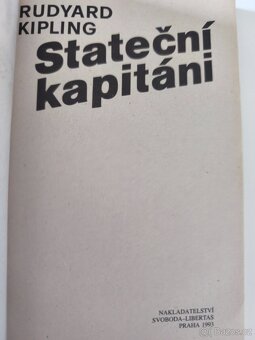 RUDYARD
KIPLING
Stateční
kapitáni
NAKLADATELSTVÍ
SVOBODA–LIBERTAS
PRAHA 1993